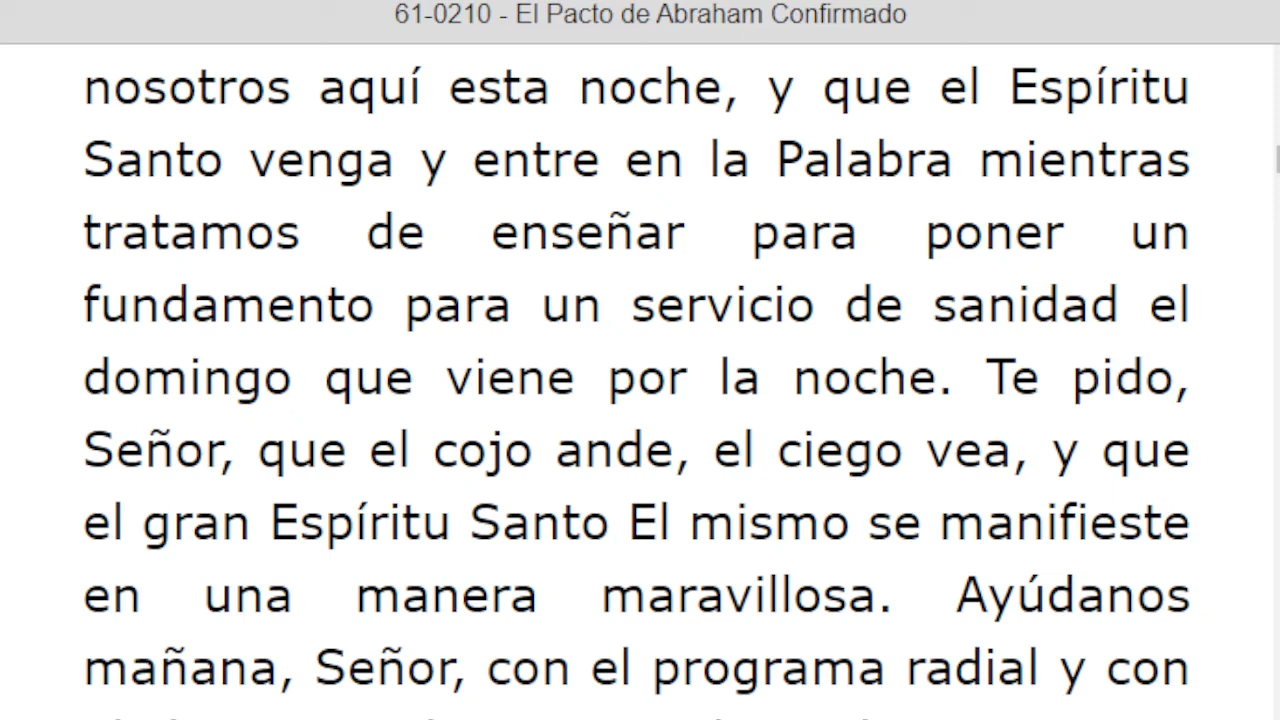 61-0210 - El Pacto de Abraham Confirmado
nosotros aquí esta noche, y que el Espíritu
Santo venga y entre en la Palabra mientras
tratamos de enseñar para poner un
fundamento para un servicio de sanidad el
domingo que viene por la noche. Te pido,
Señor, que el cojo ande, el ciego vea, y que
el gran Espíritu Santo El mismo se manifieste
en una manera maravillosa. Ayúdanos
mañana, Señor, con el programa radial y con